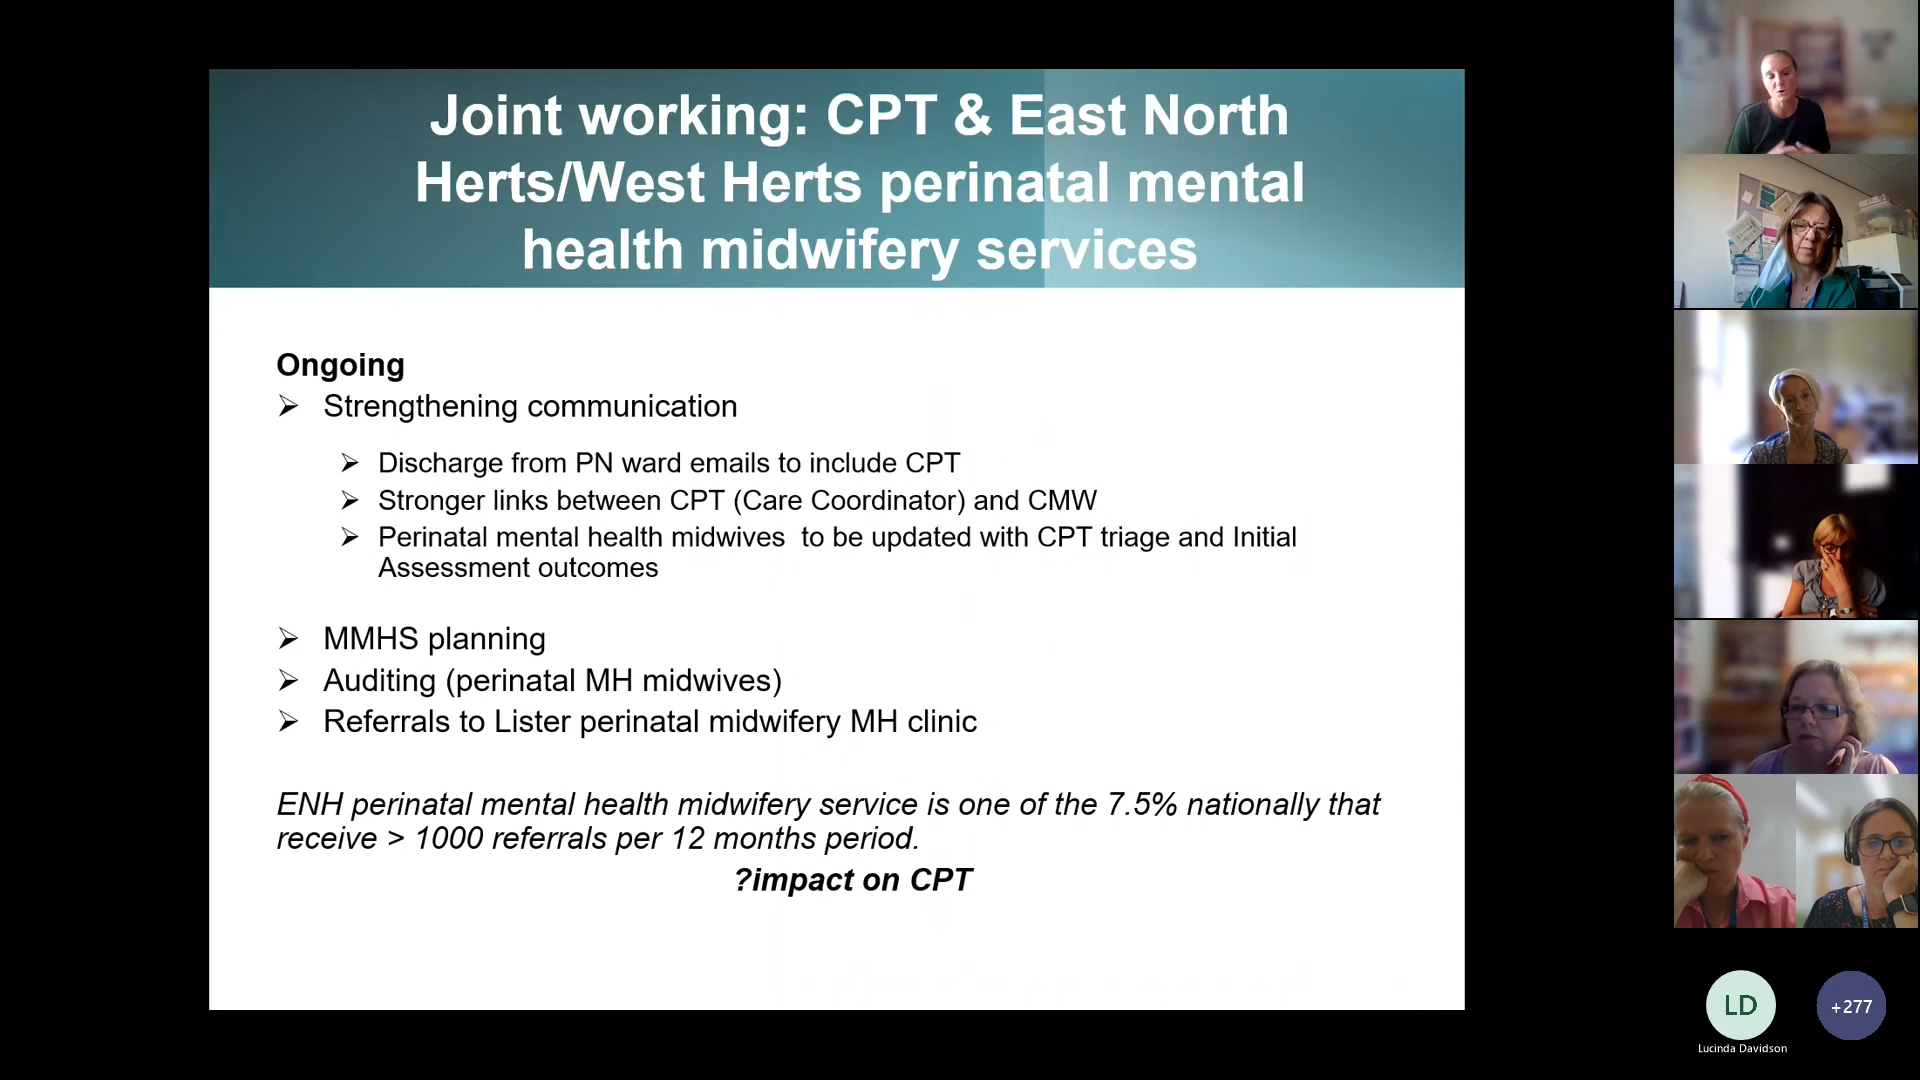 Joint working: CPT & East North
Herts/West Herts perinatal mental
health midwifery services
Ongoing
➢ Strengthening communication
➢ Discharge from PN ward emails to include CPT
➢ Stronger links between CPT (Care Coordinator) and CMW
➢ Perinatal mental health midwives  to be updated with CPT triage and Initial
Assessment outcomes
➢ MMHS planning
➢ Auditing (perinatal MH midwives)
➢ Referrals to Lister perinatal midwifery MH clinic
ENH perinatal mental health midwifery service is one of the 7.5% nationally that
receive > 1000 referrals per 12 months period.
?impact on CPT
LD
Lucinda Davidson
+277